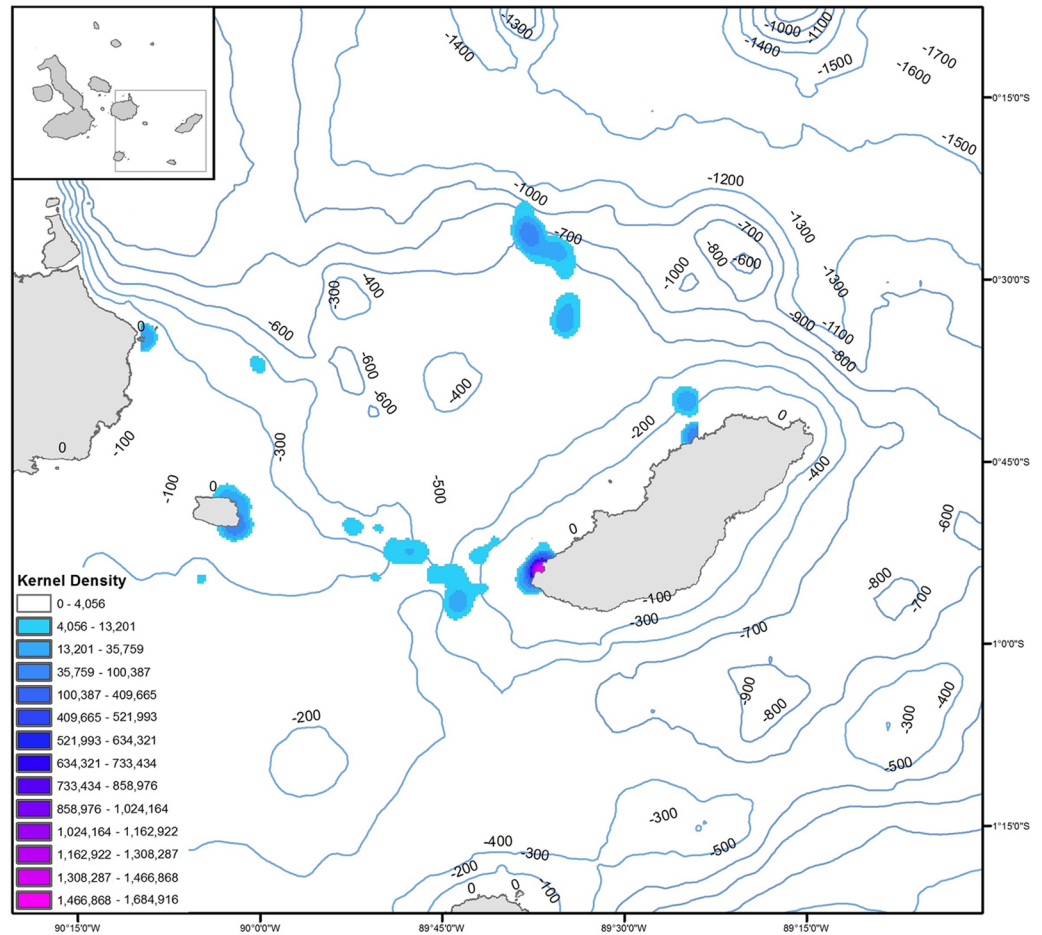 -1300
-1000
-1100
-1400
-1400
-1500
-1700
-1600
0°15'0"S
-1500
-1200
-1000
-700
-700
-1300
-800
-600
-1000
-1300
0°30'0"S
-400
-300
-900
-1100
-600
0
-800
-600
-400
-600
0
-200
-100
0
-300
0°45'0"S
-400
-100
0
-500
-600
0
Kernel Density
-800
0 - 4,056
-100
-700
4,056 - 13,201
-300
-700
13,201 - 35,759
1°0'0"S
35,759 - 100,387
100,387 - 409,665
-900
-400
409,665 - 521,993
-200
-800
-300
521,993 - 634,321
634,321 - 733,434
-500
733,434 - 858,976
858,976 - 1,024,164
-300
1,024,164 - 1,162,922
1°15'0"S
-400
-500
1,162,922 - 1,308,287
-300
-200
1,308,287 - 1,466,868
0
0
-100
1,466,868 - 1,684,916
90°15'0"W
90°0'0"W
89°45'0"W
89°30'0"W
89°15'0"W